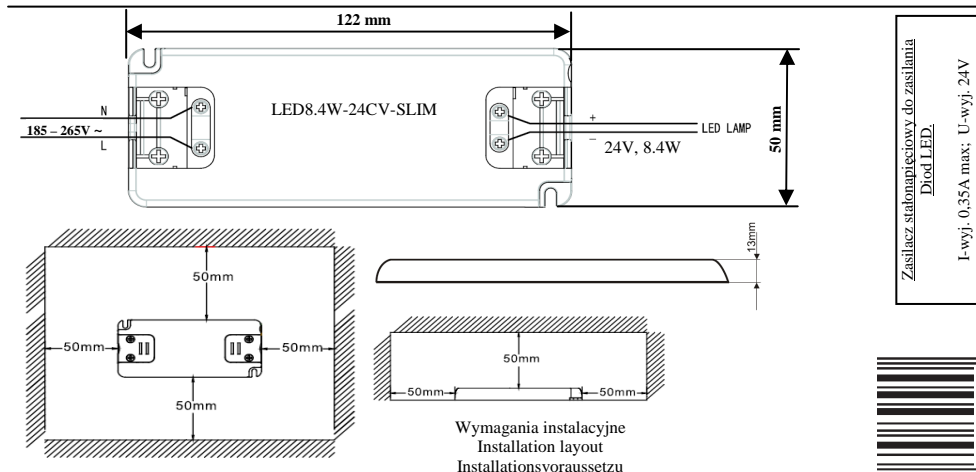 122 mm
LED8.4W-24CV-SLIM
N
185 – 265V ~
L
+
LED LAMP
–
24V, 8.4W
50 mm
13mm
50mm
50mm
50mm
50mm
50mm
50mm
50mm
Wymagania instalacyjne
Installation layout
Installationsvoraussetzu
Zasilacz stałonapięciowy do zasilania
Diod LED.
I-wyj. 0,35A max; U-wyj. 24V